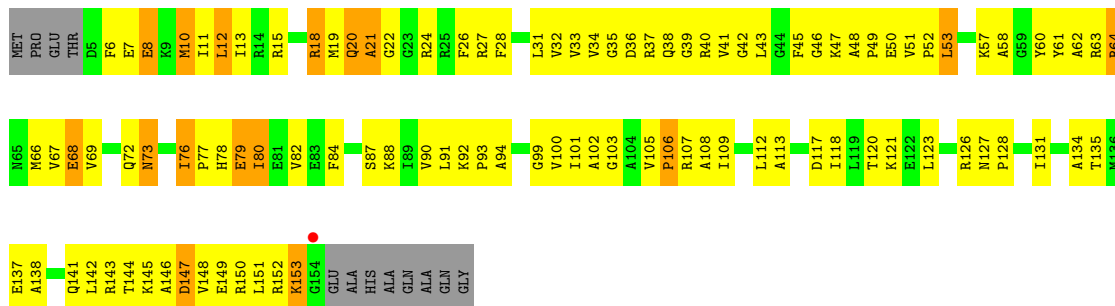 MET PRO GLU THR D5 F6 E7 E8 K9 M10 I11 L12 I13 R14 R15 R18 M19 Q20 A21 G22 G23 R24 R25 F26 R27 F28 L31 V32 V33 V34 G35 D36 R37 Q38 G39 R40 V41 G42 L43 G44 F45 G46 K47 A48 P49 E50 V51 P52 L53 K57 A58 G59 Y60 Y61 A62 R63 R64
N65 M66 V67 E68 V69 Q72 N73 I76 P77 H78 E79 I80 E81 V82 E83 F84 S87 K88 I89 V90 L91 K92 P93 A94 G99 V100 I101 A102 G103 A104 V105 P106 R107 A108 I109 L112 A113 D117 I118 L119 T120 K121 E122 L123 R126 N127 P128 I131 A134 T135 M136
E137 A138 Q141 L142 R143 T144 K145 A146 D147 V148 E149 R150 L151 R152 K153 G154 GLU ALA HIS ALA GLN ALA GLN GLY